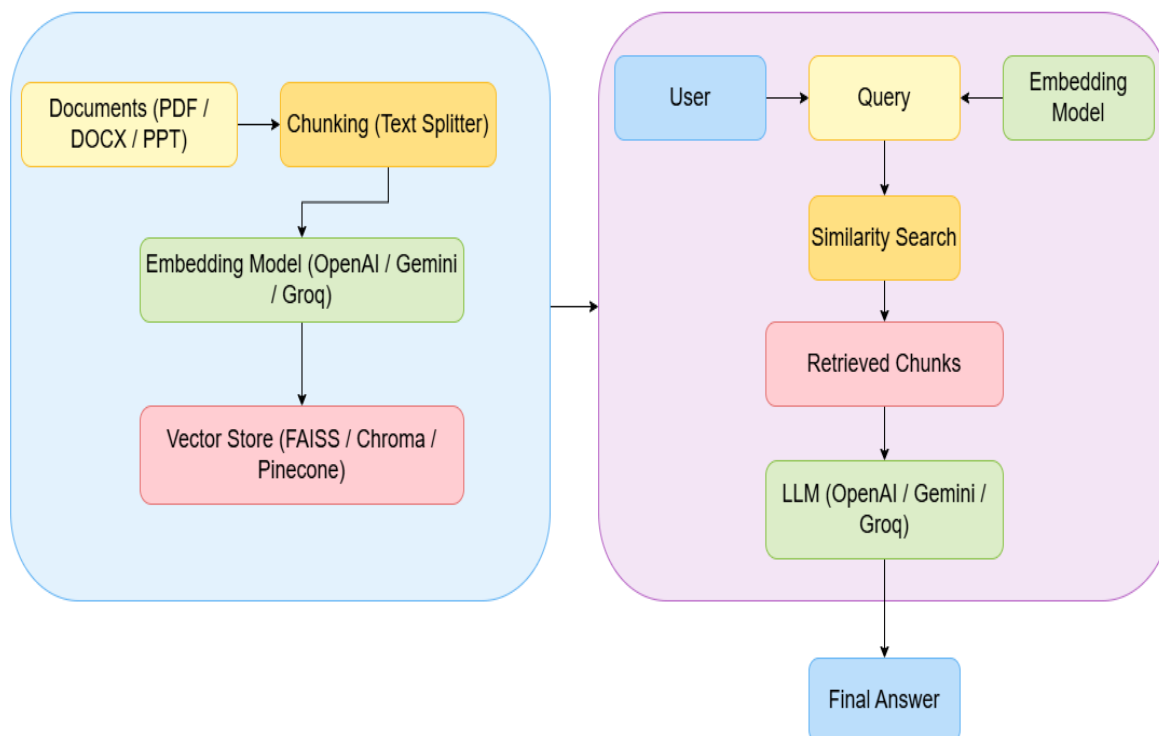 Documents (PDF /
DOCX / PPT)
Chunking (Text Splitter)
Embedding Model (OpenAI / Gemini
/ Groq)
Vector Store (FAISS / Chroma /
Pinecone)
User
Query
Embedding
Model
Similarity Search
Retrieved Chunks
LLM (OpenAI / Gemini /
Groq)
Final Answer